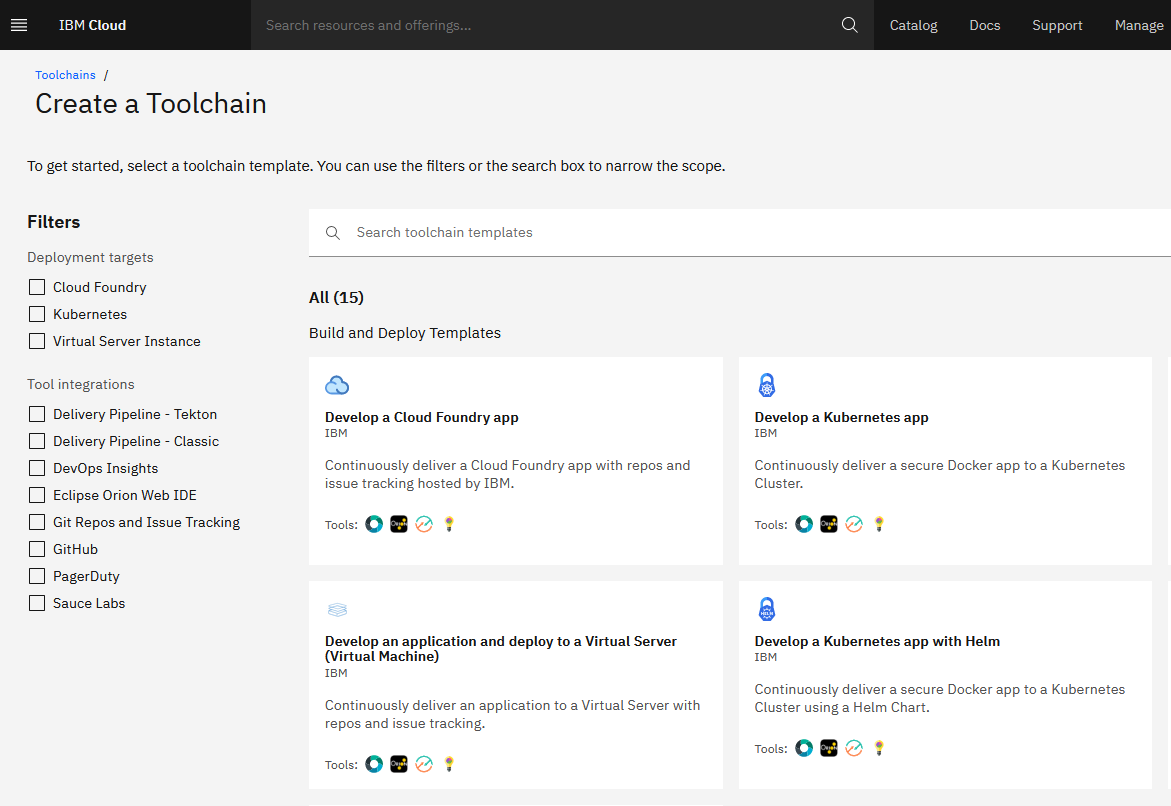 IBM Cloud
Search resources and offerings...
Catalog
Docs
Support
Manage
Toolchains /
Create a Toolchain
To get started, select a toolchain template. You can use the filters or the search box to narrow the scope.
Filters
Deployment targets
Cloud Foundry
Kubernetes
Virtual Server Instance
Tool integrations
Delivery Pipeline - Tekton
Delivery Pipeline - Classic
DevOps Insights
Eclipse Orion Web IDE
Git Repos and Issue Tracking
GitHub
PagerDuty
Sauce Labs
Search toolchain templates
All (15)
Build and Deploy Templates
Develop a Cloud Foundry app
IBM
Continuously deliver a Cloud Foundry app with repos and
issue tracking hosted by IBM.
Tools:
Develop a Kubernetes app
IBM
Continuously deliver a secure Docker app to a Kubernetes
Cluster.
Tools:
Develop an application and deploy to a Virtual Server
(Virtual Machine)
IBM
Continuously deliver an application to a Virtual Server with
repos and issue tracking.
Tools:
HELM
Develop a Kubernetes app with Helm
IBM
Continuously deliver a secure Docker app to a Kubernetes
Cluster using a Helm Chart.
Tools: